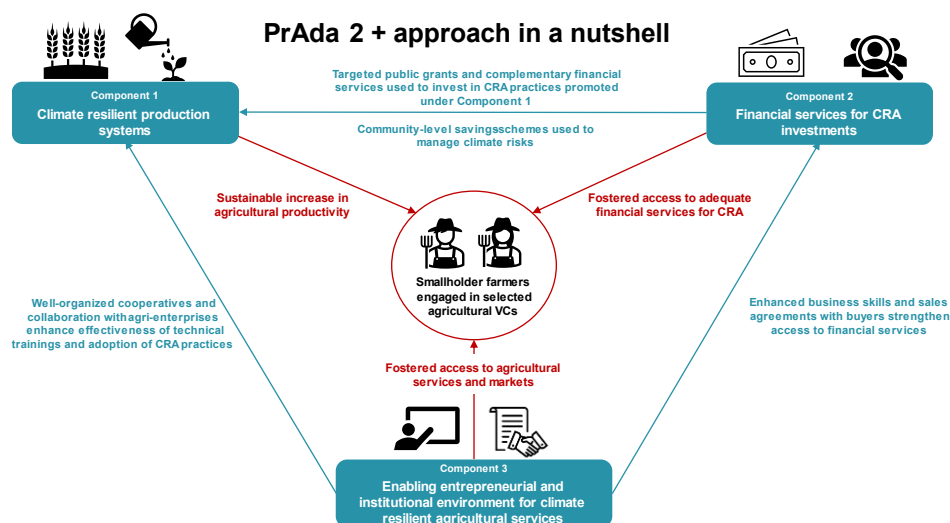 PrAda 2 + approach in a nutshell
Component 1
Climate resilient production
systems
Targeted public grants and complementary financial
services used to invest in CRA practices promoted
under Component 1
Community-level savingsschemes used to
manage climate risks
Component 2
Financial services for CRA
investments
Sustainable increase in
agricultural productivity
Fostered access to adequate
financial services for CRA
Smallholder farmers
engaged in selected
agricultural VCs
Well-organized cooperatives and
collaboration withagri-enterprises
enhance effectiveness of technical
trainings and adoption of CRA practices
Enhanced business skills and sales
agreements with buyers strengthen
access to financial services
Fostered access to agricultural
services and markets
Component 3
Enabling entrepreneurial and
institutional environment for climate
resilient agricultural services